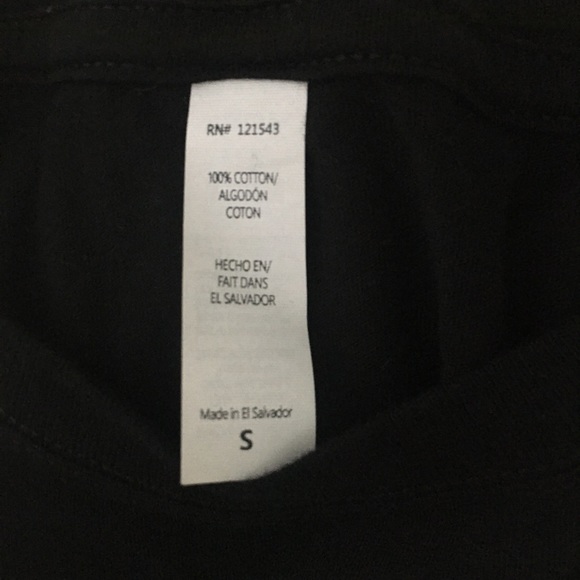 RN# 121543
100% COTTON/
ALGODÓN
COTON
HECHO EN/
FAIT DANS
EL SALVADOR
Made in El Salvador
S